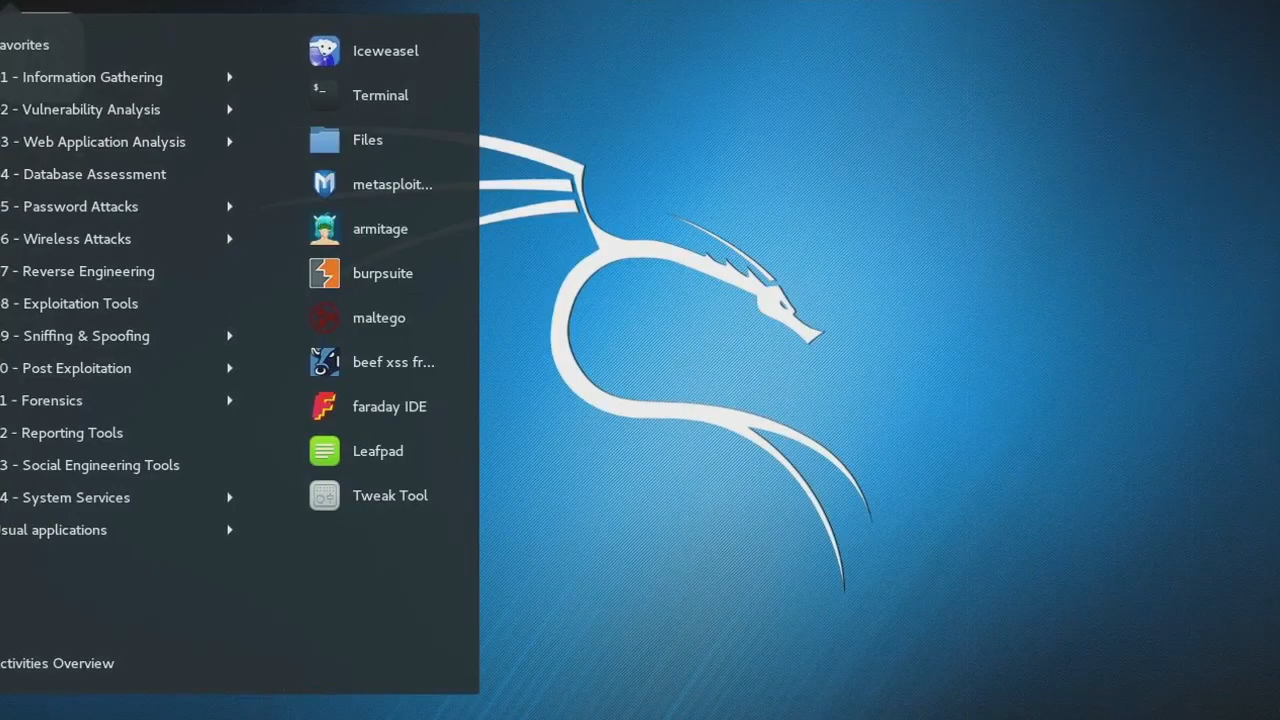 avorites
1 - Information Gathering
2 - Vulnerability Analysis
3 - Web Application Analysis
4 - Database Assessment
5 - Password Attacks
6 - Wireless Attacks
7 - Reverse Engineering
8 - Exploitation Tools
9 - Sniffing & Spoofing
0 - Post Exploitation
1 - Forensics
2 - Reporting Tools
3 - Social Engineering Tools
4 - System Services
sual applications
ctivities Overview
Iceweasel
Terminal
Files
metasploit...
armitage
burpsuite
maltego
beef xss fr...
faraday IDE
Leafpad
Tweak Tool